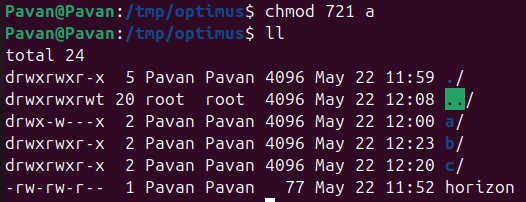 Pavan@Pavan:/tmp/optimus$ chmod 721 a
Pavan@Pavan:/tmp/optimus$ ll
total 24
drwxrwxr-x  5 Pavan Pavan 4096 May 22 11:59 ./
drwxrwxrwt 20 root  root  4096 May 22 12:08 ../
drwx-w---x  2 Pavan Pavan 4096 May 22 12:00 a/
drwxrwxr-x  2 Pavan Pavan 4096 May 22 12:23 b/
drwxrwxr-x  2 Pavan Pavan 4096 May 22 12:20 c/
-rw-rw-r--  1 Pavan Pavan   77 May 22 11:52 horizon